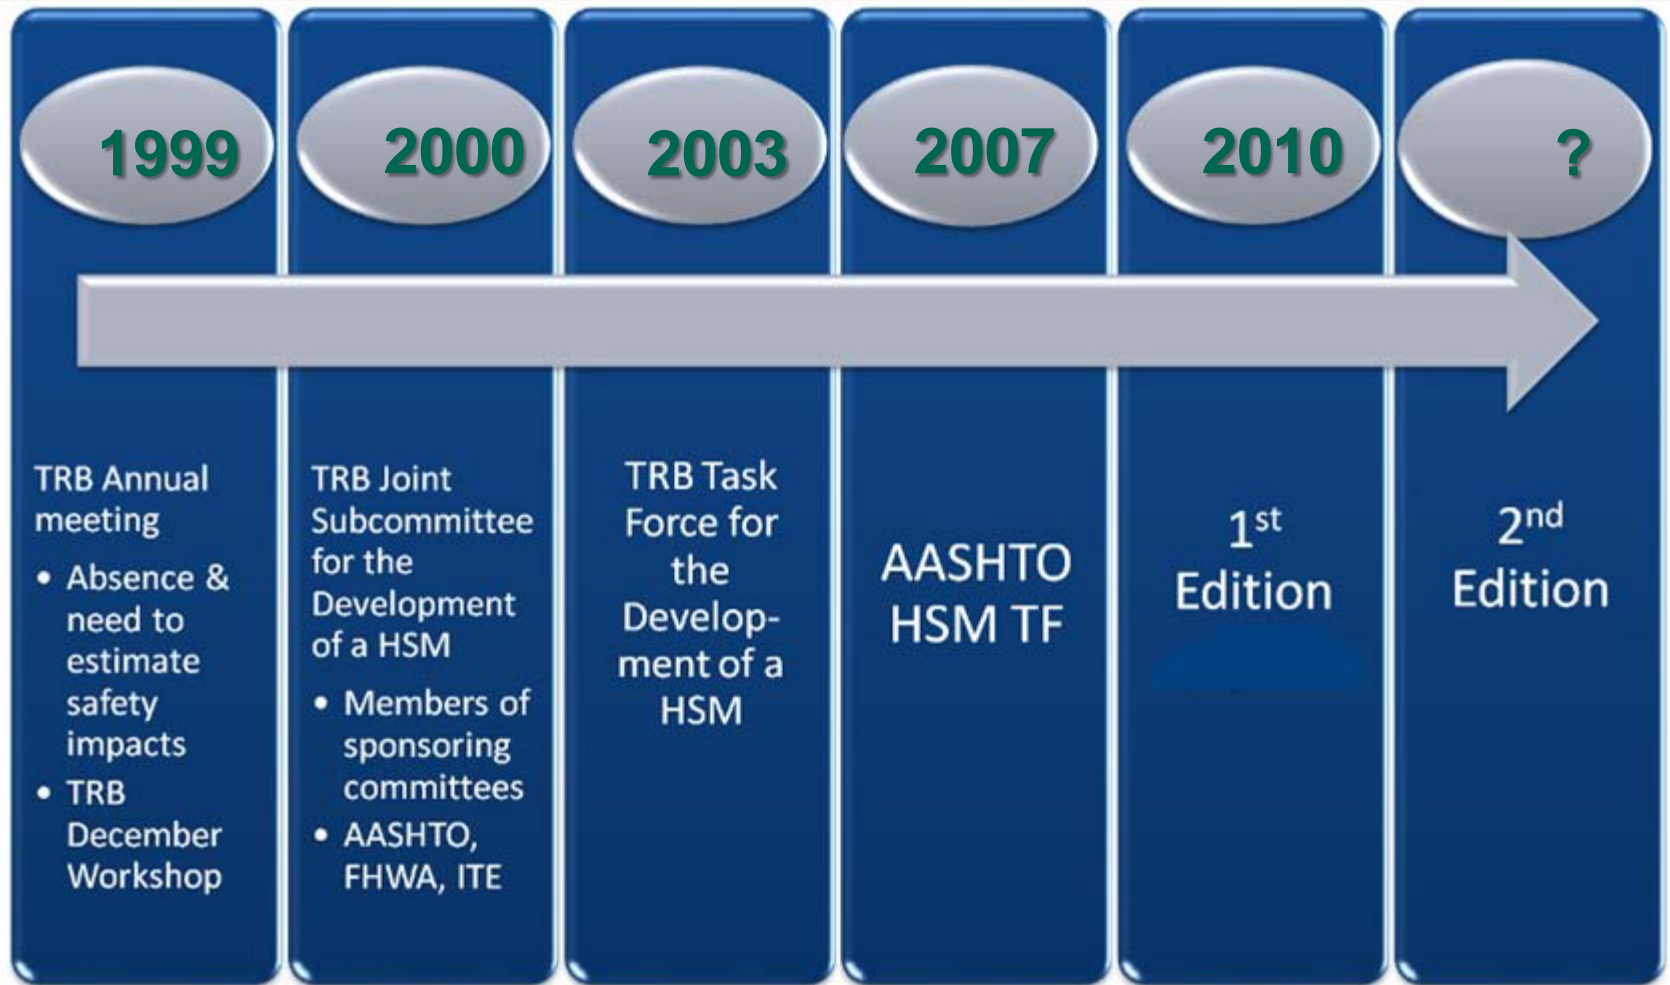 1999
2000
2003
2007
2010
?
TRB Annual
meeting
• Absence &
need to
estimate
safety
impacts
• TRB
December
Workshop
TRB Joint
Subcommittee
for the
Development
of a HSM
• Members of
sponsoring
committees
• AASHTO,
FHWA, ITE
TRB Task
Force for
the
Develop-
ment of a
HSM
AASHTO
HSM TF
1st
Edition
2nd
Edition